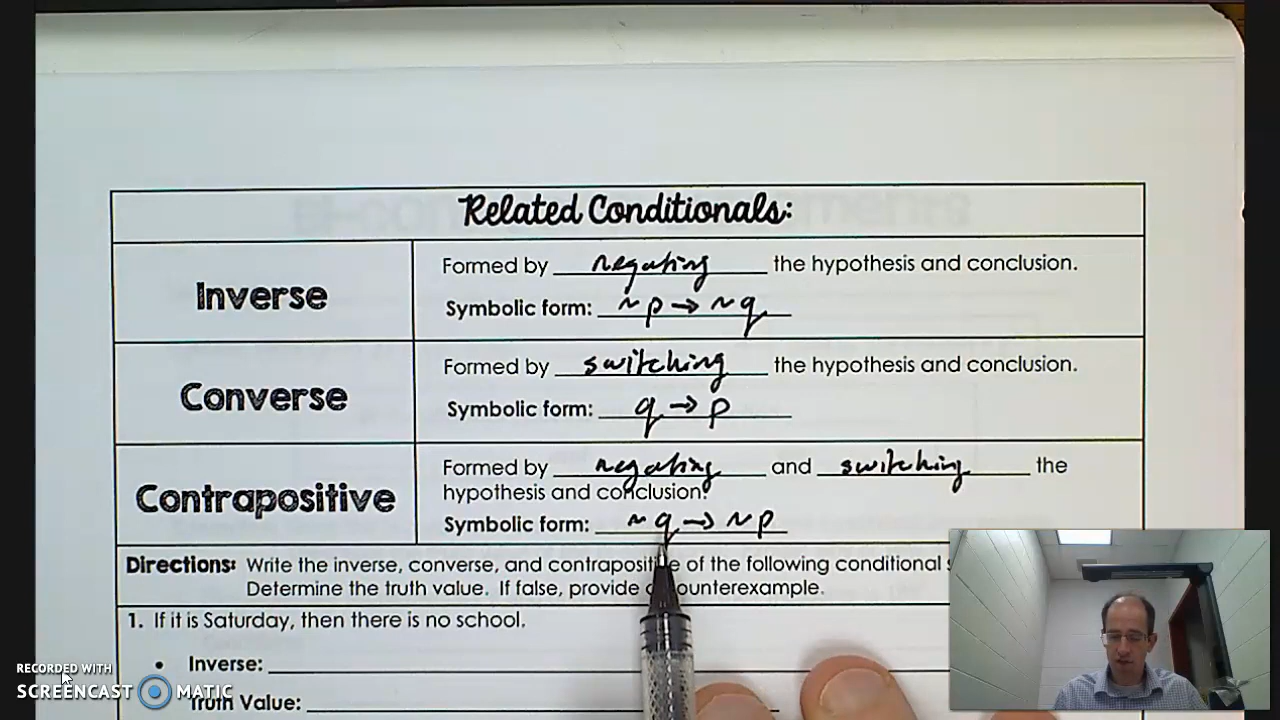 Related Conditionals:
Inverse
Formed by negating the hypothesis and conclusion.
Symbolic form: ~p → ~q
Converse
Formed by switching the hypothesis and conclusion.
Symbolic form: q → p
Contrapositive
Formed by negating and switching the
hypothesis and conclusion.
Symbolic form: ~q → ~p
Directions: Write the inverse, converse, and contrapositive of the following conditional
Determine the truth value. If false, provide counterexample.
1. If it is Saturday, then there is no school.
• Inverse:
Truth Value:
RECORDED WITH
SCREENCAST MATIC